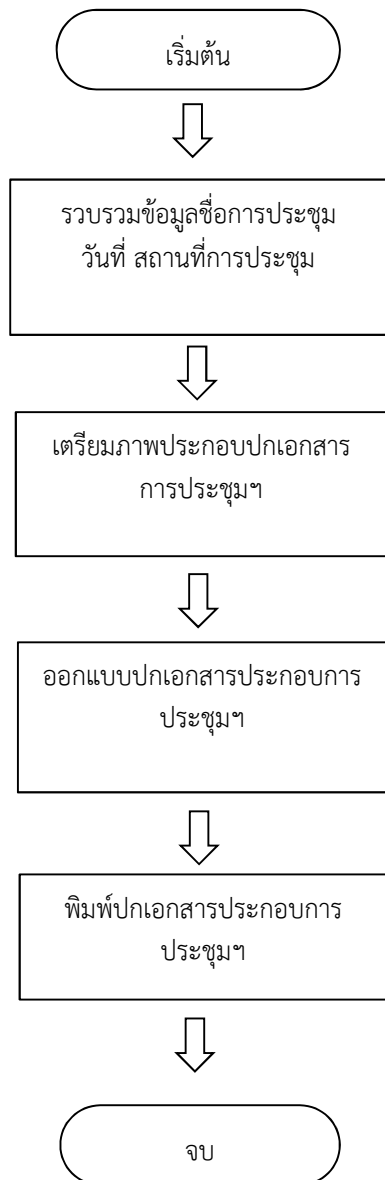 เริ่มต้น
รวบรวมข้อมูลชื่อการประชุม
วันที่ สถานที่การประชุม
เตรียมภาพประกอบปกเอกสาร
การประชุมฯ
ออกแบบปกเอกสารประกอบการ
ประชุมฯ
พิมพ์ปกเอกสารประกอบการ
ประชุมฯ
จบ